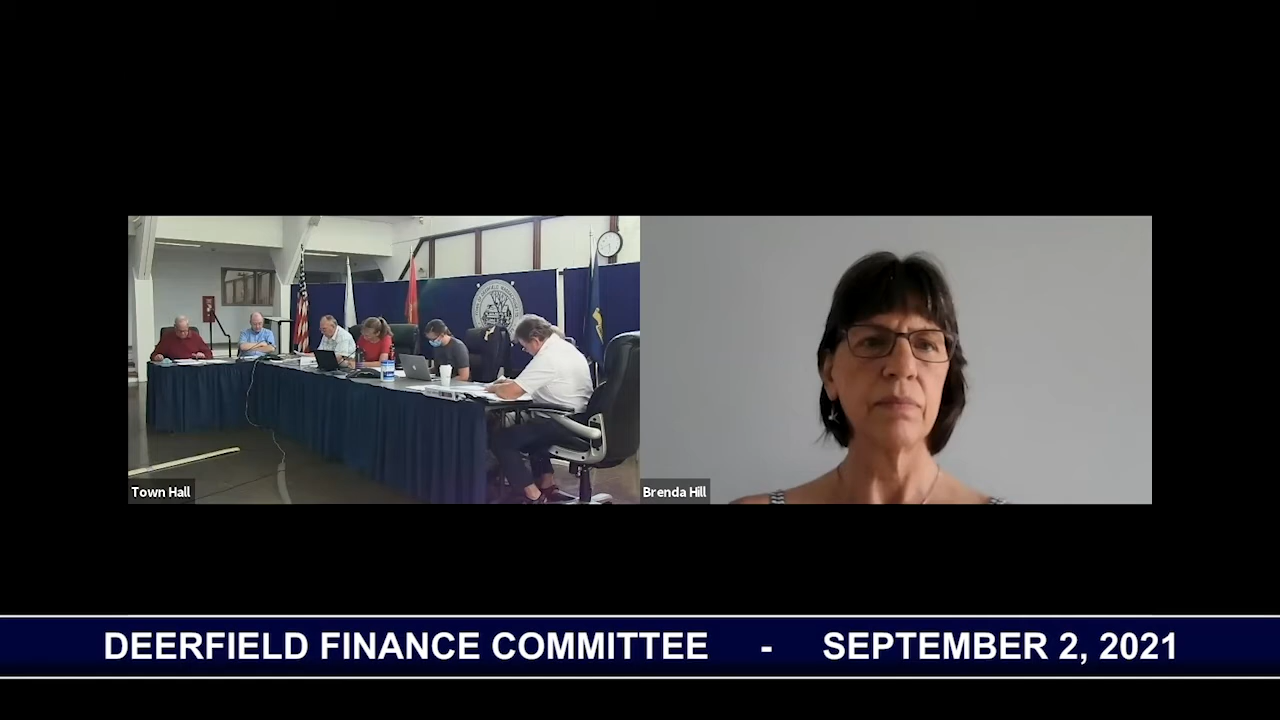 Town Hall
Brenda Hill
DEERFIELD FINANCE COMMITTEE - SEPTEMBER 2, 2021